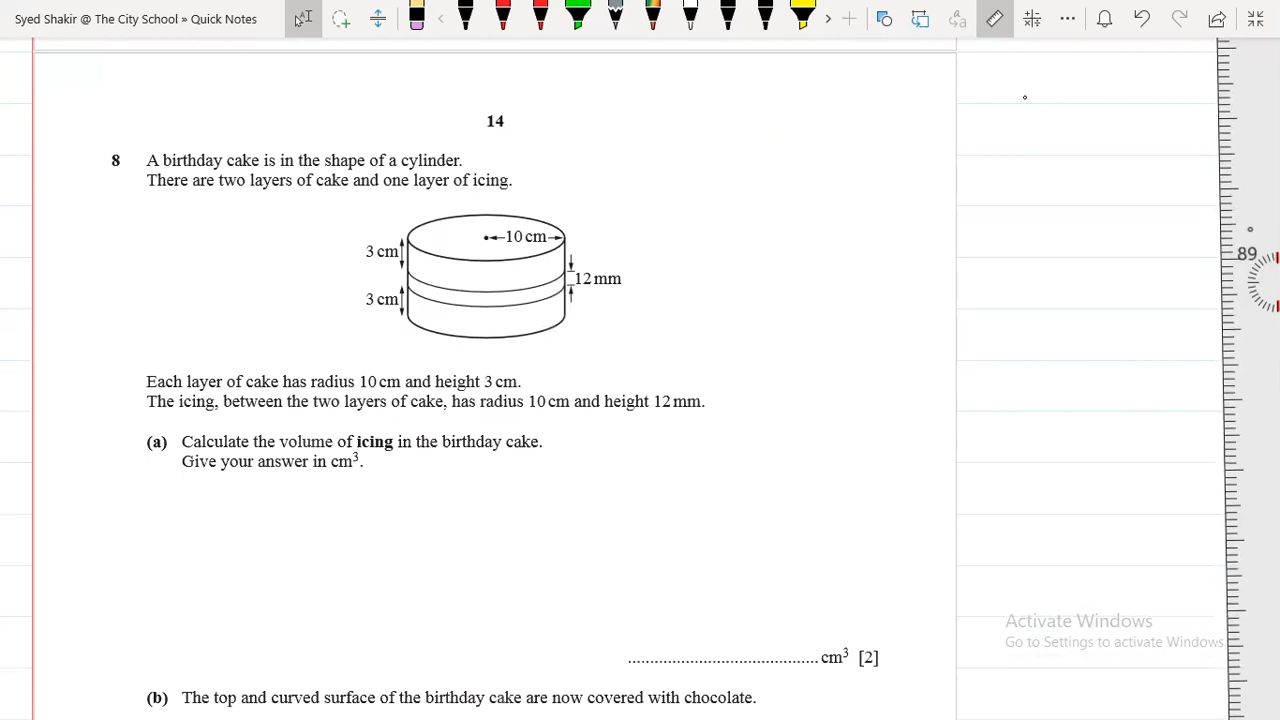 Syed Shakir @ The City School » Quick Notes
14
8 A birthday cake is in the shape of a cylinder.
There are two layers of cake and one layer of icing.
10 cm
3 cm
12 mm
3 cm
89
Each layer of cake has radius 10 cm and height 3 cm.
The icing, between the two layers of cake, has radius 10 cm and height 12 mm.
(a) Calculate the volume of icing in the birthday cake.
Give your answer in cm³.
Activate Windows
Go to Settings to activate Windows
........................................... cm³ [2]
(b) The top and curved surface of the birthday cake are now covered with chocolate.